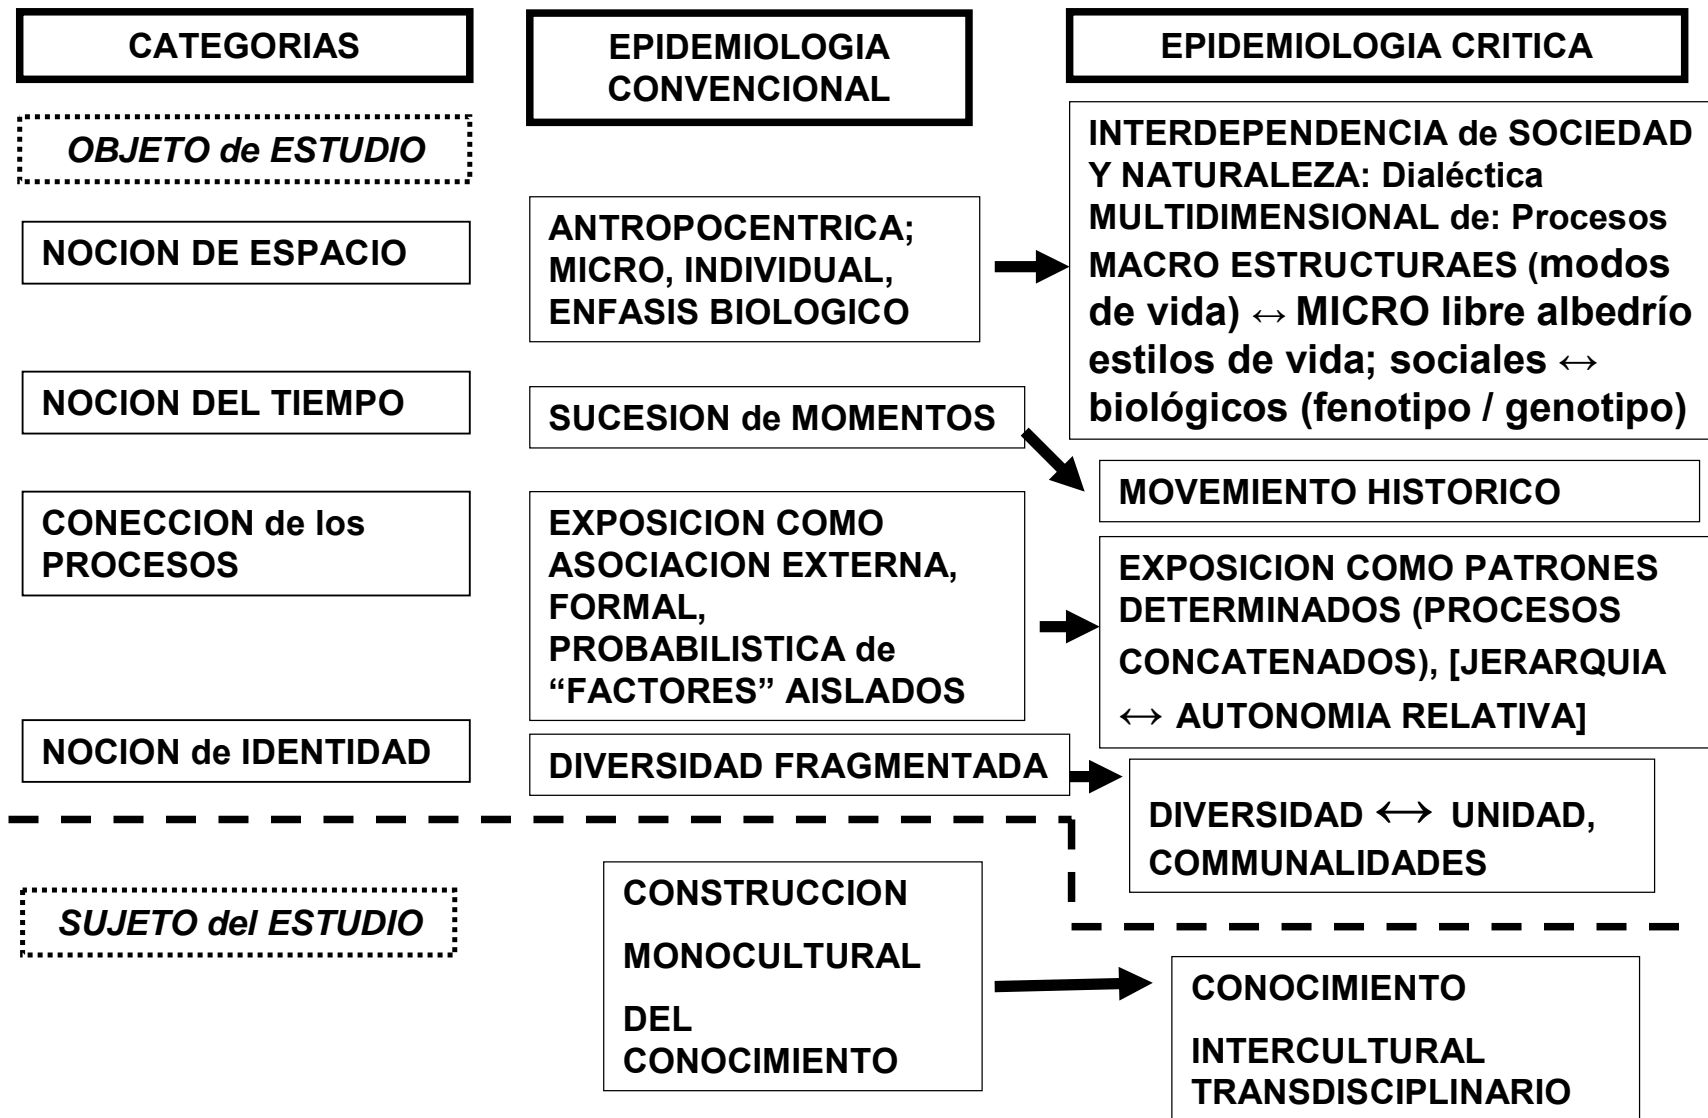 CATEGORIAS
EPIDEMIOLOGIA
CONVENCIONAL
EPIDEMIOLOGIA CRITICA
OBJETO de ESTUDIO
NOCION DE ESPACIO
ANTROPOCENTRICA;
MICRO, INDIVIDUAL,
ENFASIS BIOLOGICO
INTERDEPENDENCIA de SOCIEDAD
Y NATURALEZA: Dialéctica
MULTIDIMENSIONAL de: Procesos
MACRO ESTRUCTURAES (modos
de vida) ↔ MICRO libre albedrío
estilos de vida; sociales ↔
biológicos (fenotipo / genotipo)
NOCION DEL TIEMPO
SUCESION de MOMENTOS
MOVEMIENTO HISTORICO
CONECCION de los
PROCESOS
EXPOSICION COMO
ASOCIACION EXTERNA,
FORMAL,
PROBABILISTICA de
“FACTORES” AISLADOS
EXPOSICION COMO PATRONES
DETERMINADOS (PROCESOS
CONCATENADOS), [JERARQUIA
↔ AUTONOMIA RELATIVA]
NOCION de IDENTIDAD
DIVERSIDAD FRAGMENTADA
DIVERSIDAD ↔ UNIDAD,
COMMUNALIDADES
SUJETO del ESTUDIO
CONSTRUCCION
MONOCULTURAL
DEL
CONOCIMIENTO
CONOCIMIENTO
INTERCULTURAL
TRANSDISCIPLINARIO